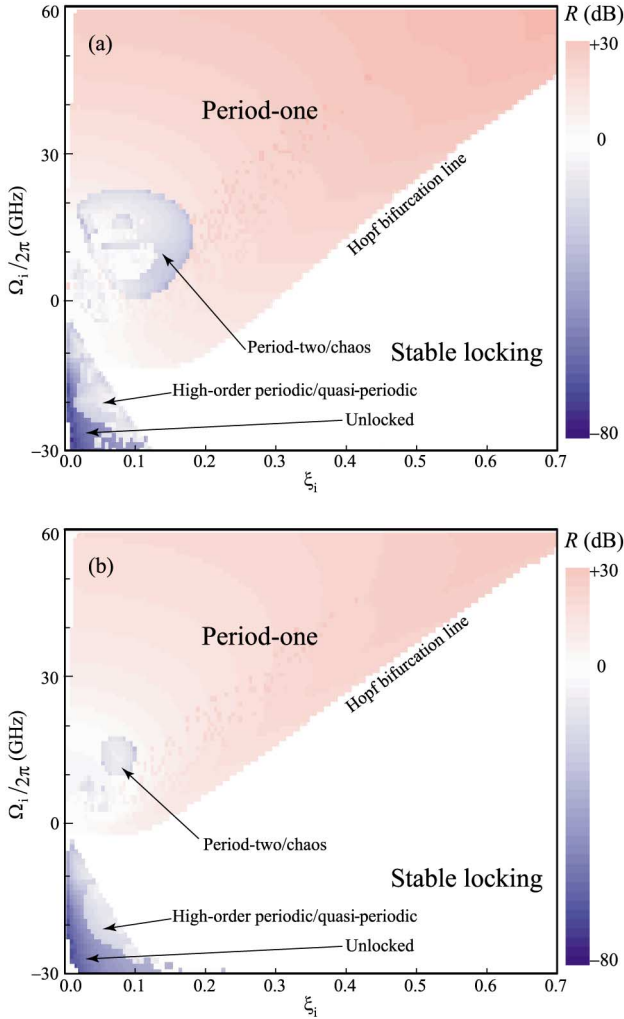 (a)
R (dB)
+30
0
−80
60
30
0
−30
Ω_i/2π (GHz)
Period-one
Hopf bifurcation line
Period-two/chaos
Stable locking
High-order periodic/quasi-periodic
Unlocked
0.0 0.1 0.2 0.3 0.4 0.5 0.6 0.7
ξ_i
(b)
R (dB)
+30
0
−80
60
30
0
−30
Ω_i/2π (GHz)
Period-one
Hopf bifurcation line
Period-two/chaos
Stable locking
High-order periodic/quasi-periodic
Unlocked
0.0 0.1 0.2 0.3 0.4 0.5 0.6 0.7
ξ_i